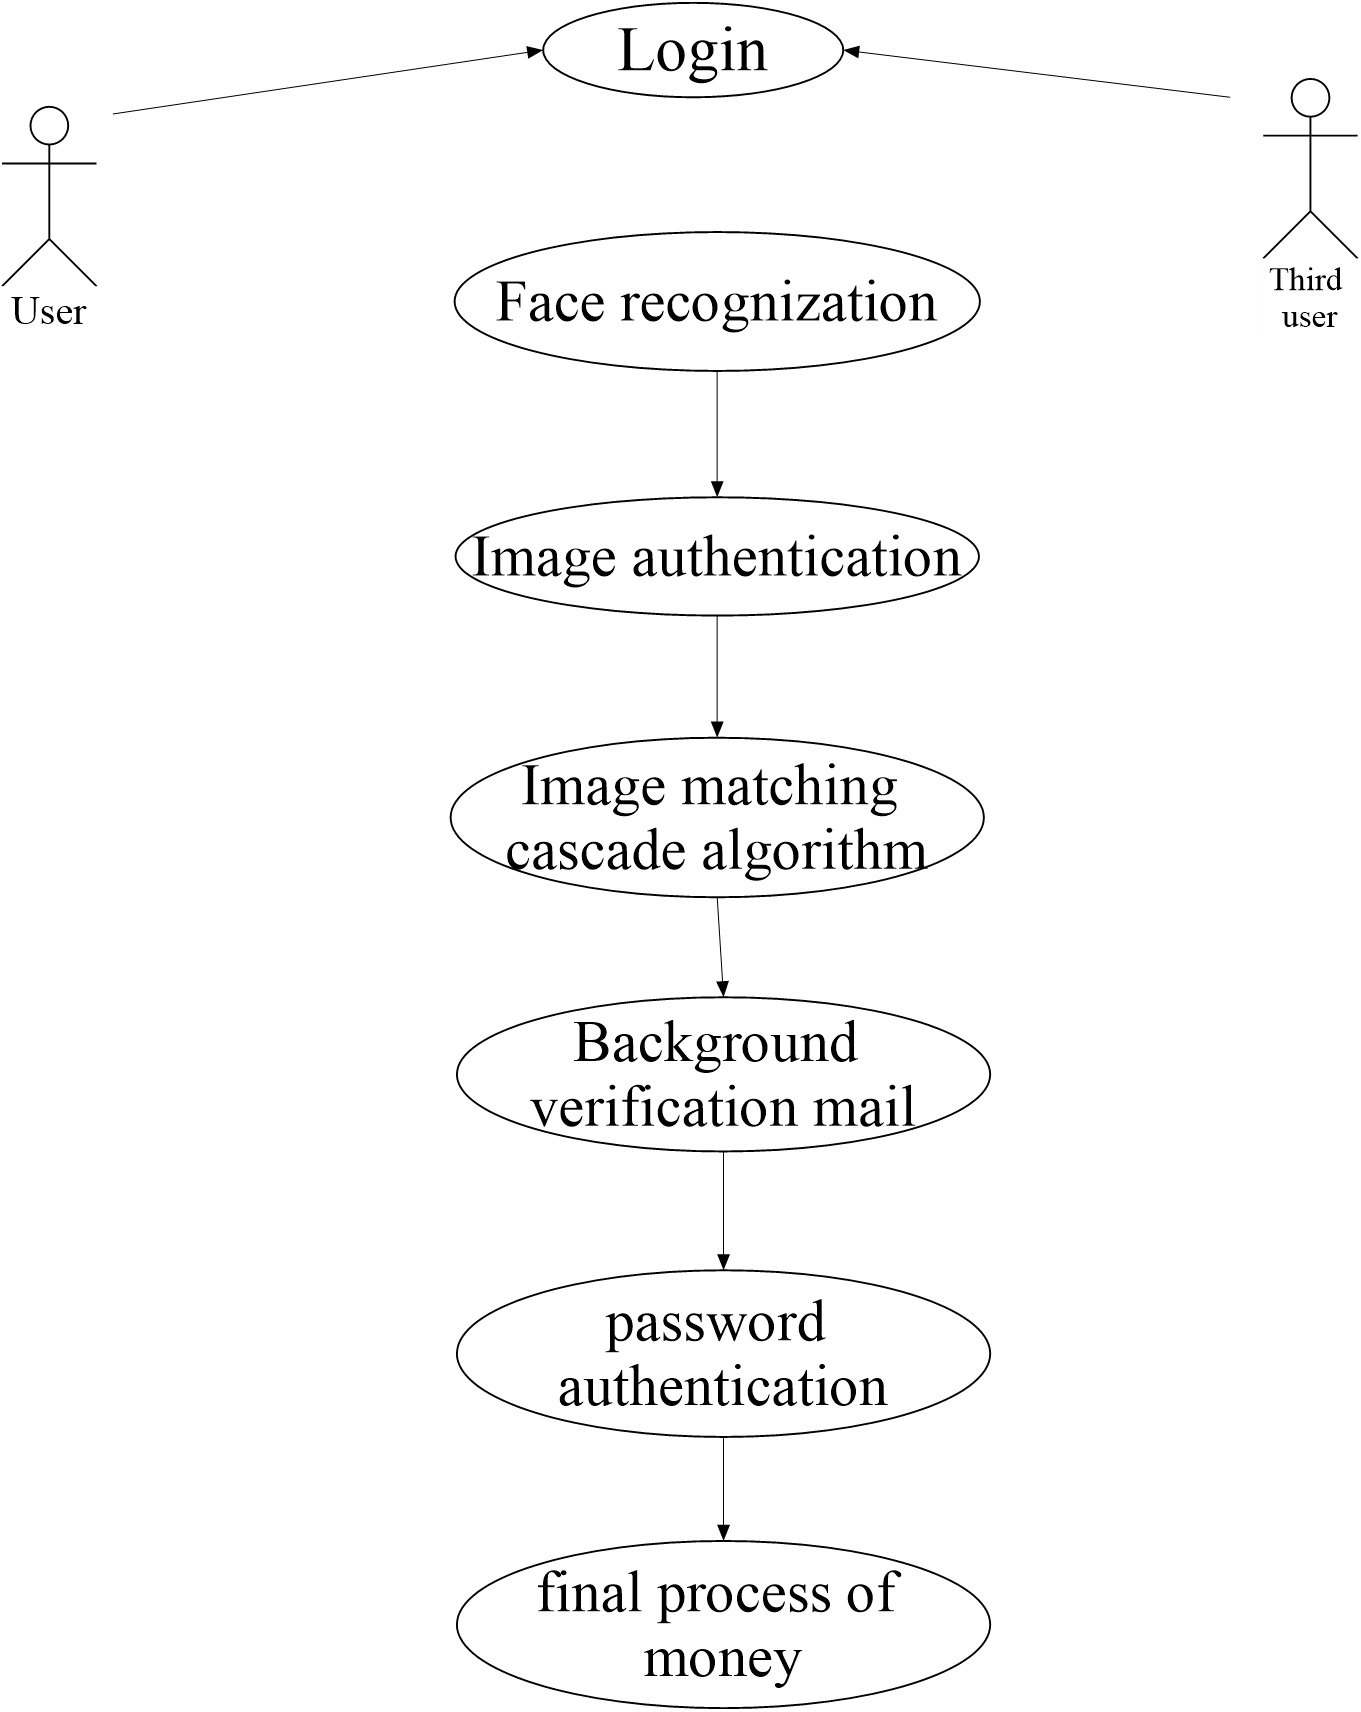 Login
User
Third
user
Face recognization
Image authentication
Image matching
cascade algorithm
Background
verification mail
password
authentication
final process of
money